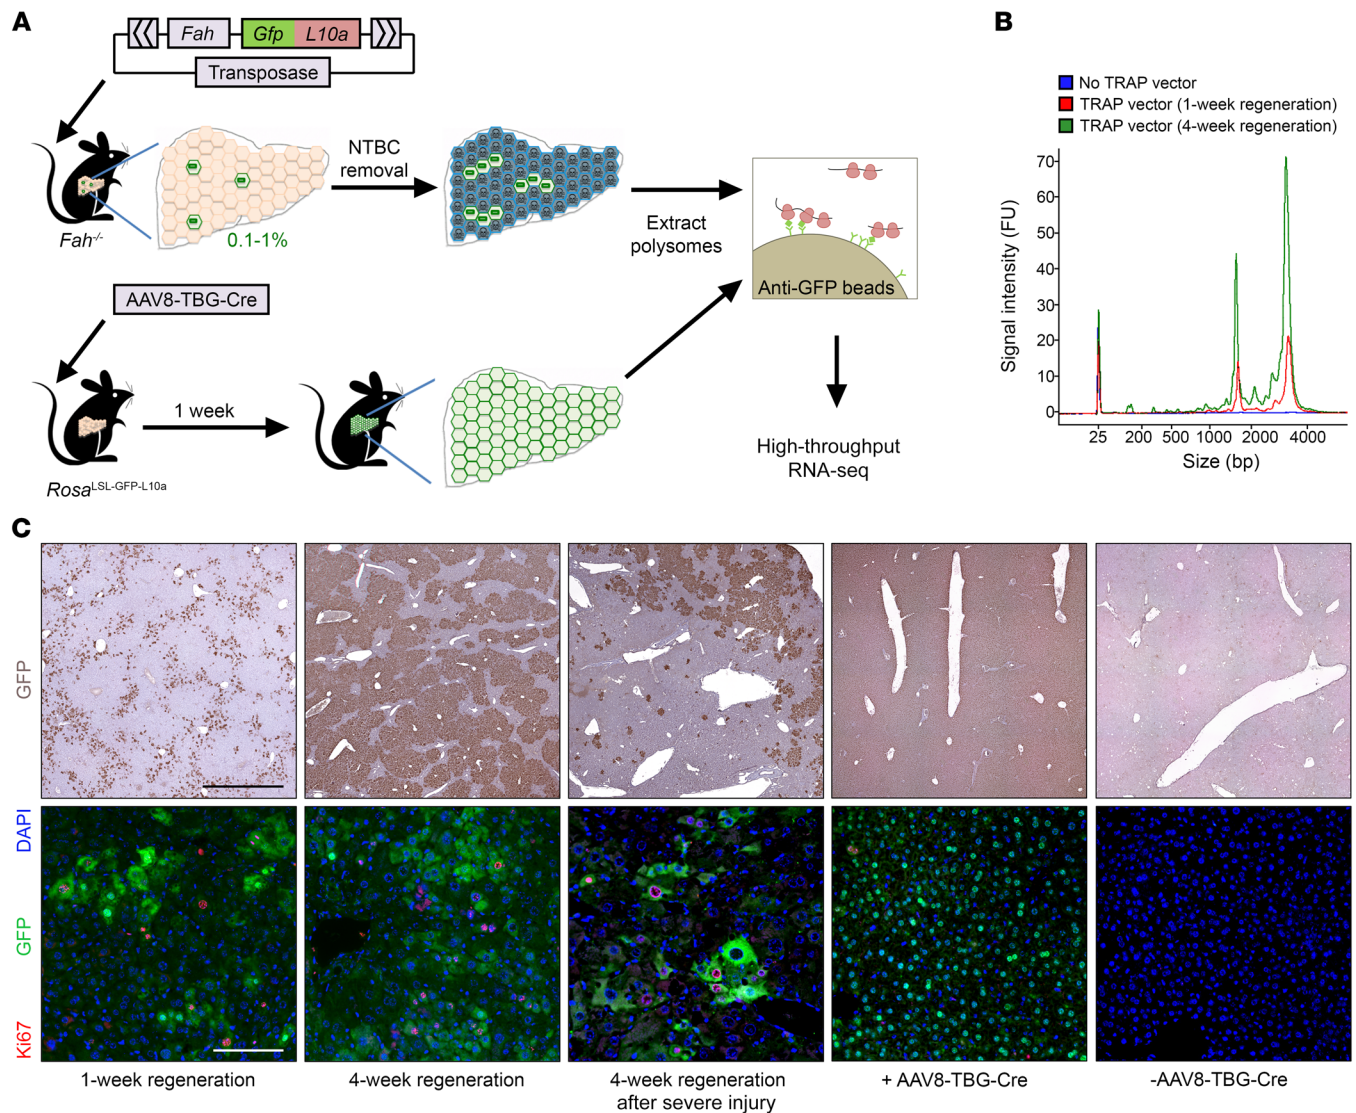 A
Fah Gfp L10a
Transposase
NTBC
removal
Fah-/-
0.1-1%
Extract
polysomes
Anti-GFP beads
AAV8-TBG-Cre
1 week
RosaLSL-GFP-L10a
High-throughput
RNA-seq
B
No TRAP vector
TRAP vector (1-week regeneration)
TRAP vector (4-week regeneration)
Signal intensity (FU)
70
60
50
40
30
20
10
0
25 200 500 1000 2000 4000
Size (bp)
C
GFP
Ki67 GFP DAPI
1-week regeneration
4-week regeneration
4-week regeneration
after severe injury
+ AAV8-TBG-Cre
-AAV8-TBG-Cre